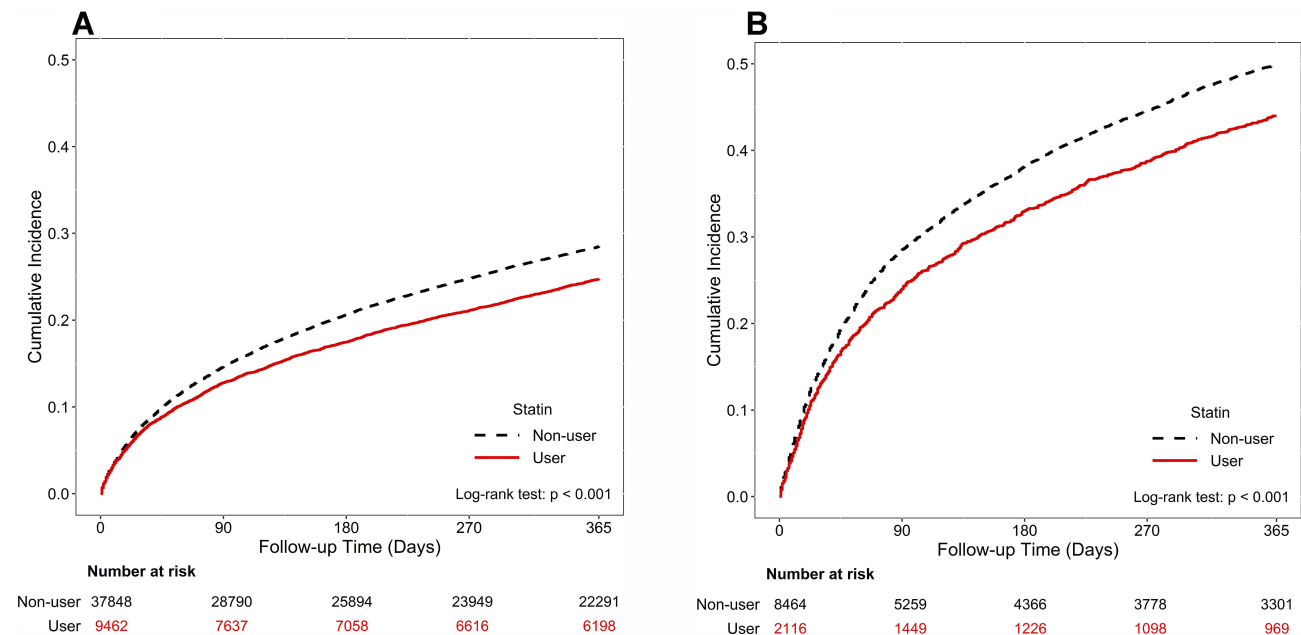 A
Cumulative Incidence
0.5
0.4
0.3
0.2
0.1
0.0
Statin
Non-user
User
Log-rank test: p < 0.001
0 90 180 270 365
Follow-up Time (Days)
Number at risk
Non-user 37848 28790 25894 23949 22291
User 9462 7637 7058 6616 6198
B
Cumulative Incidence
0.5
0.4
0.3
0.2
0.1
0.0
Statin
Non-user
User
Log-rank test: p < 0.001
0 90 180 270 365
Follow-up Time (Days)
Number at risk
Non-user 8464 5259 4366 3778 3301
User 2116 1449 1226 1098 969